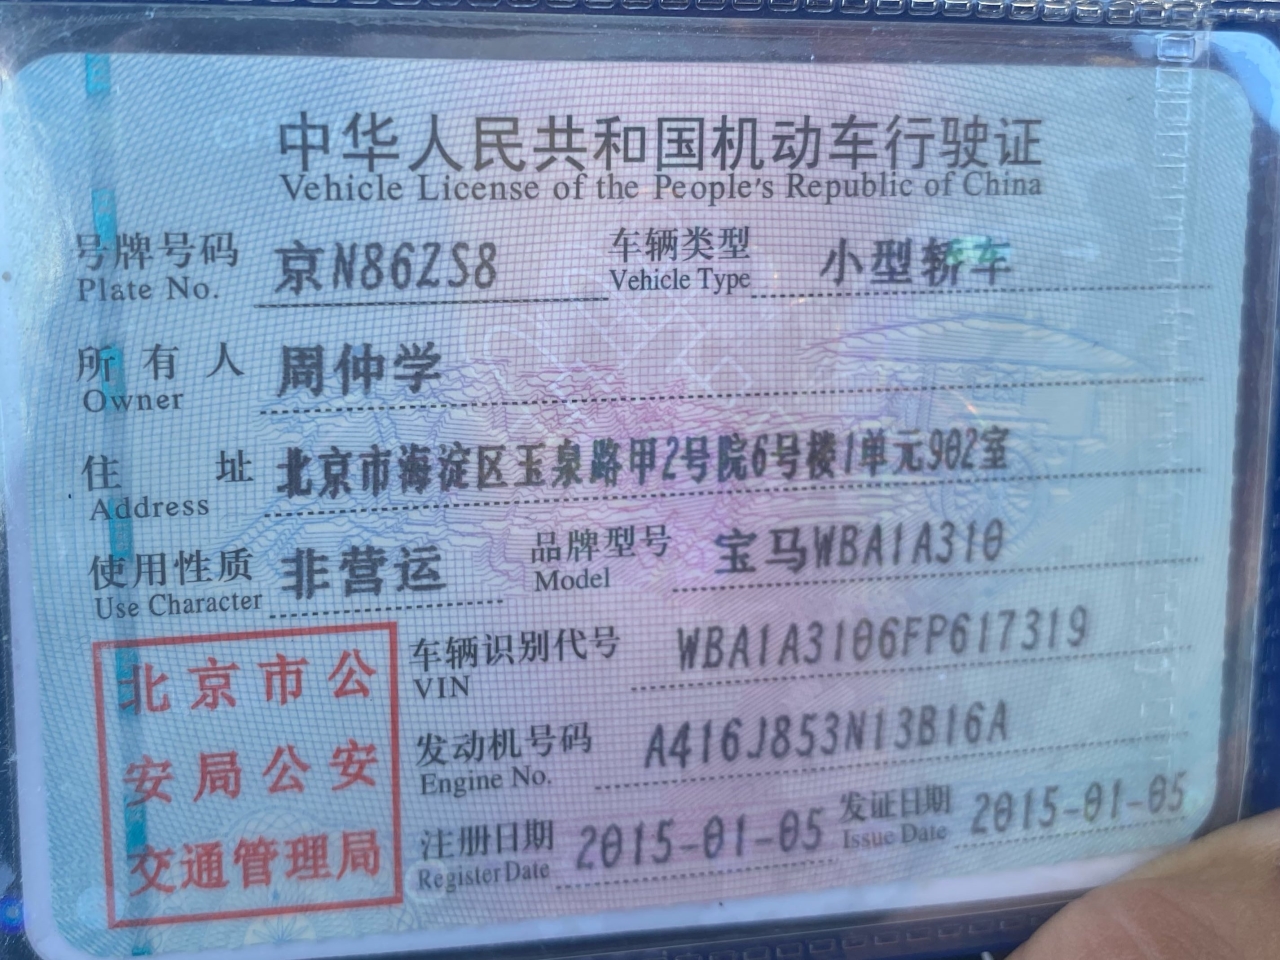 中华人民共和国机动车行驶证
Vehicle License of the People's Republic of China
号牌号码 京N86ZS8 车辆类型 小型轿车
Plate No. Vehicle Type
所有人 周仲学
Owner
住址 北京市海淀区玉泉路甲2号院6号楼1单元902室
Address
使用性质 非营运 品牌型号 宝马WBA1A310
Use Character Model
车辆识别代号 WBA1A3106FP617319
VIN
发动机号码 A416J853N13B16A
Engine No.
注册日期 2015-01-05 发证日期 2015-01-05
Register Date Issue Date
北京市公
安局公安
交通管理局